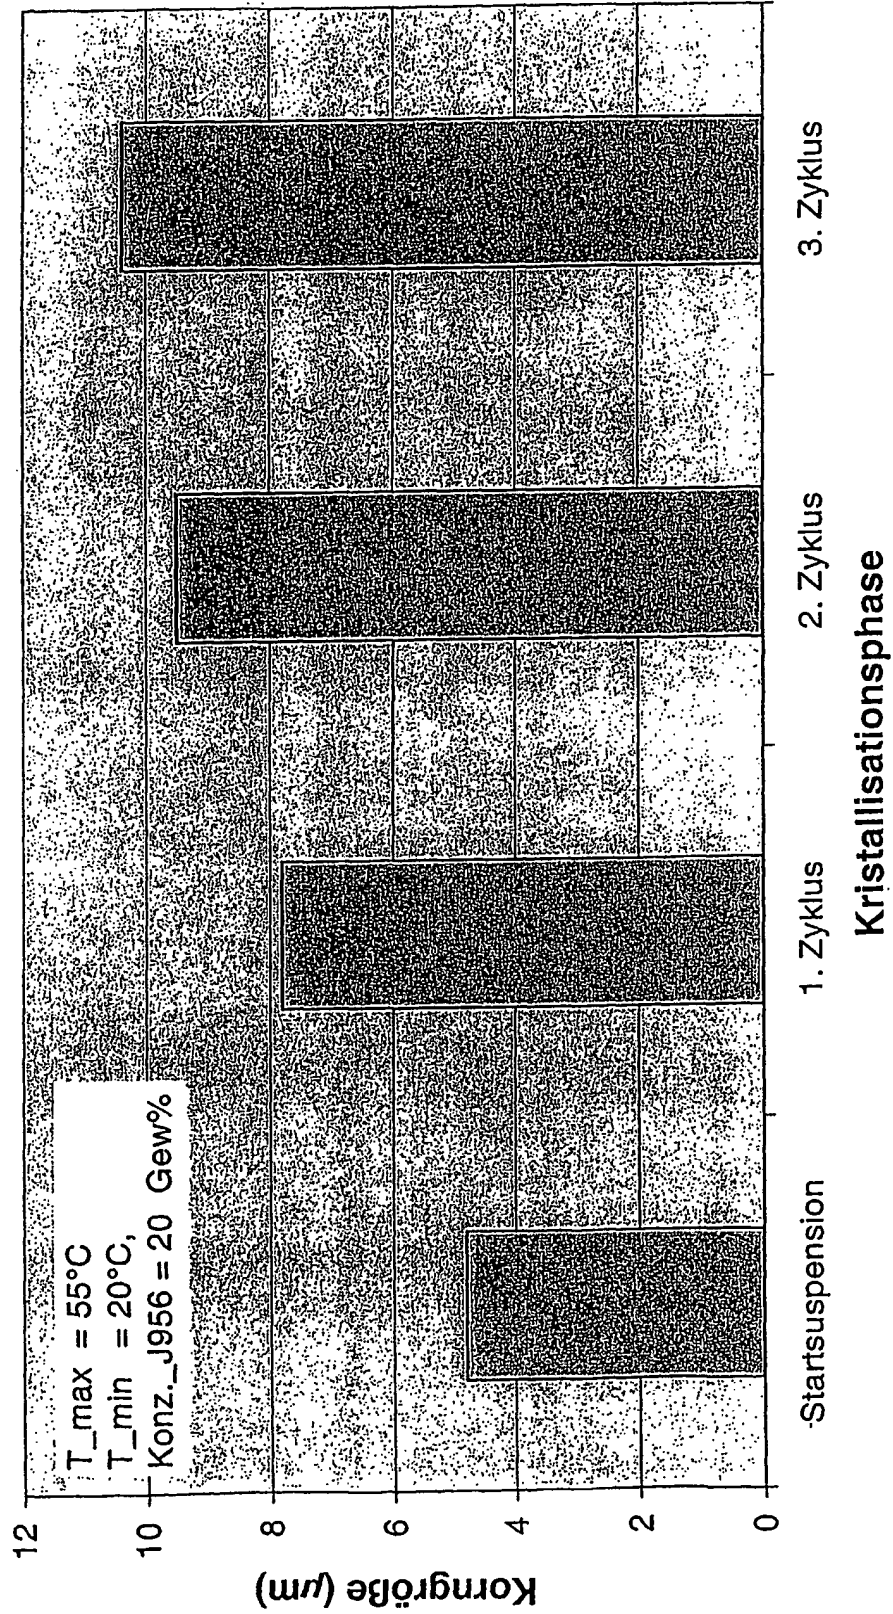 T_max = 55°C
T_min = 20°C,
Konz._J956 = 20 Gew%
Korngröße (μm)
12
10
8
6
4
2
0
Startsuspension
1. Zyklus
2. Zyklus
3. Zyklus
Kristallisationsphase